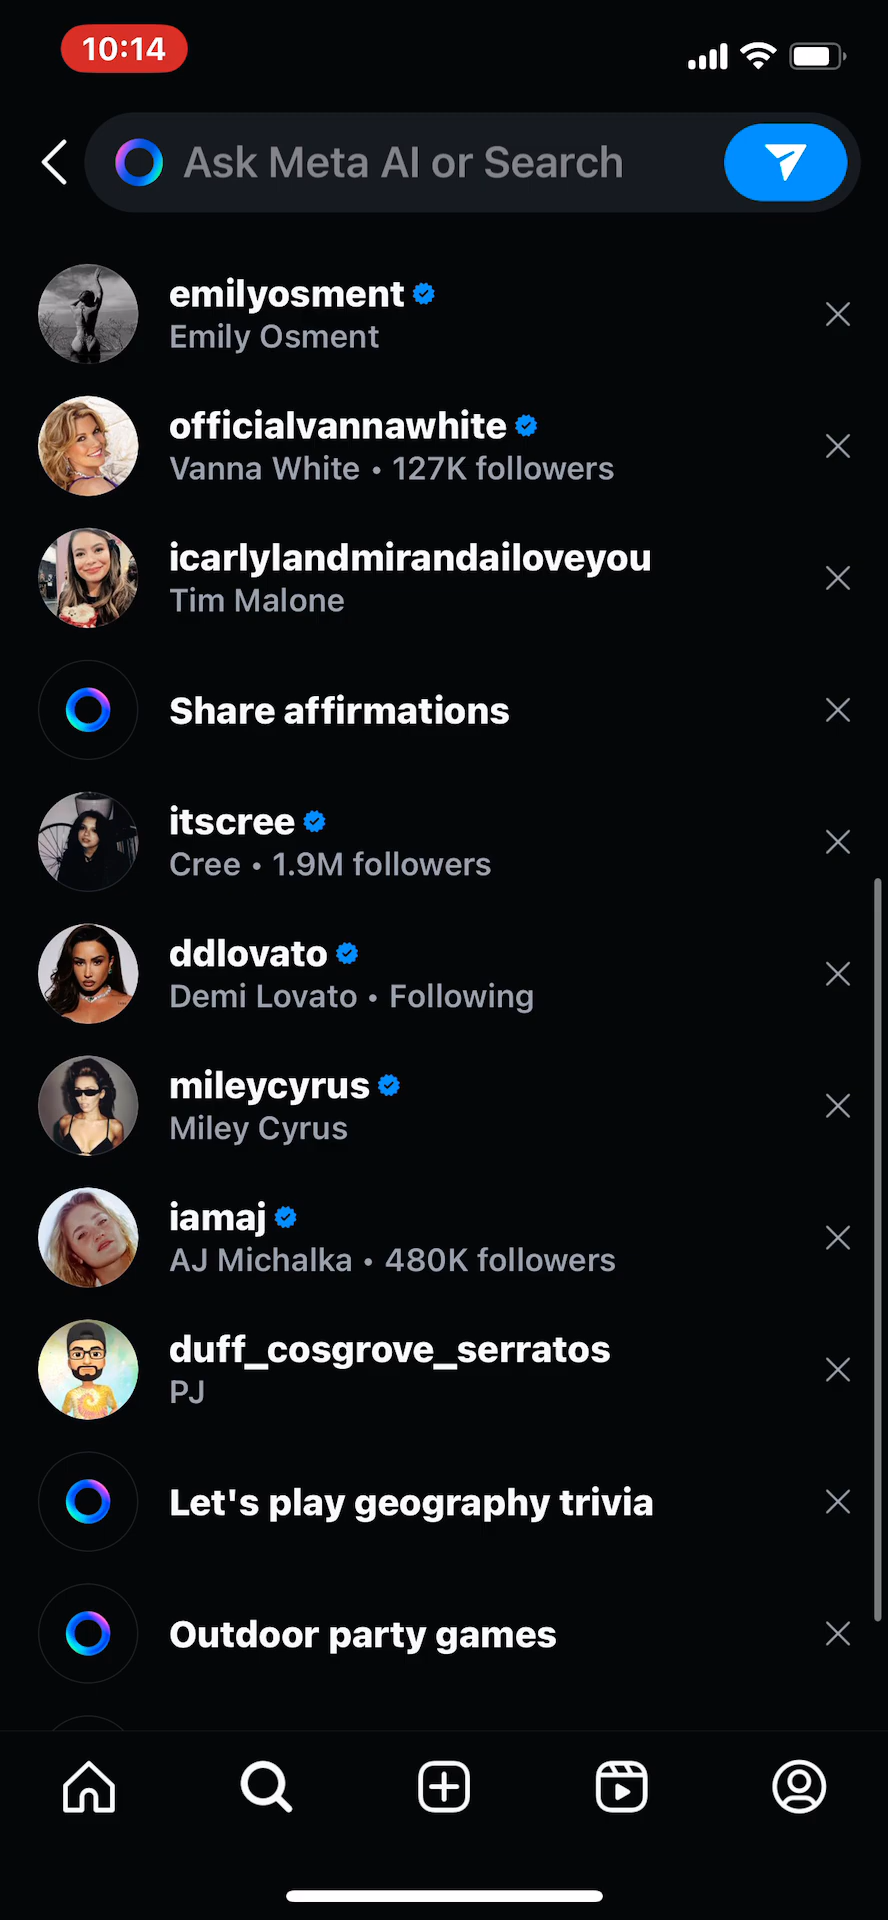 10:14
Ask Meta AI or Search
emilyosment
Emily Osment
officialvannawhite
Vanna White • 127K followers
icarlylandmirandailoveyou
Tim Malone
Share affirmations
itscree
Cree • 1.9M followers
ddlovato
Demi Lovato • Following
mileycyrus
Miley Cyrus
iamaj
AJ Michalka • 480K followers
duff_cosgrove_serratos
PJ
Let's play geography trivia
Outdoor party games